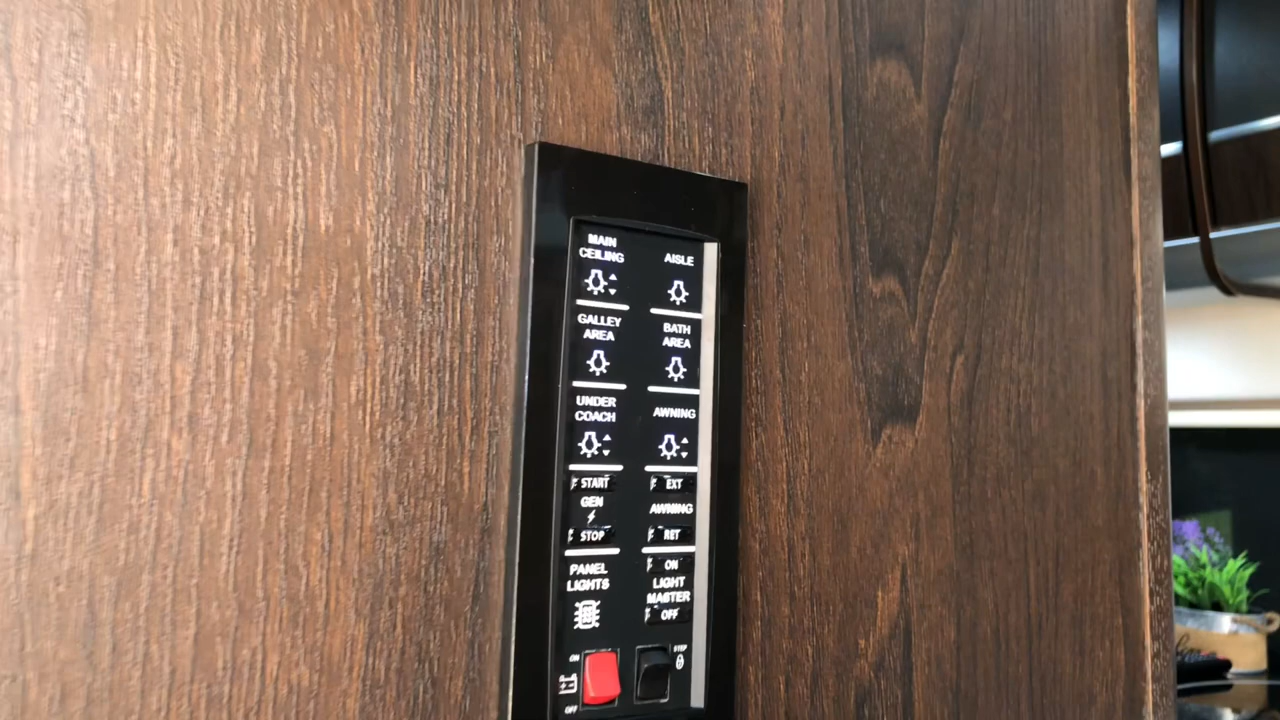 MAIN
CEILING
AISLE
GALLEY
AREA
BATH
AREA
UNDER
COACH
AWNING
START
GEN
STOP
EXT
AWNING
RET
PANEL
LIGHTS
ON
LIGHT
MASTER
OFF
ON
OFF
STEP